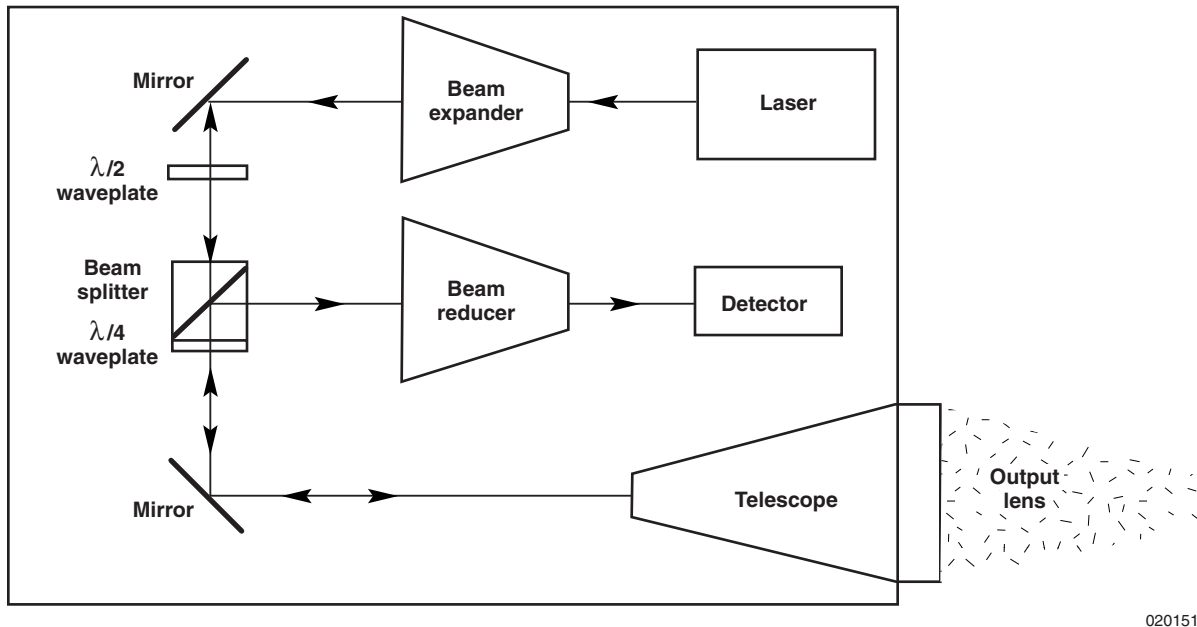 Mirror
Beam
expander
Laser
λ/2
waveplate
Beam
splitter
λ/4
waveplate
Beam
reducer
Detector
Mirror
Telescope
Output
lens
020151